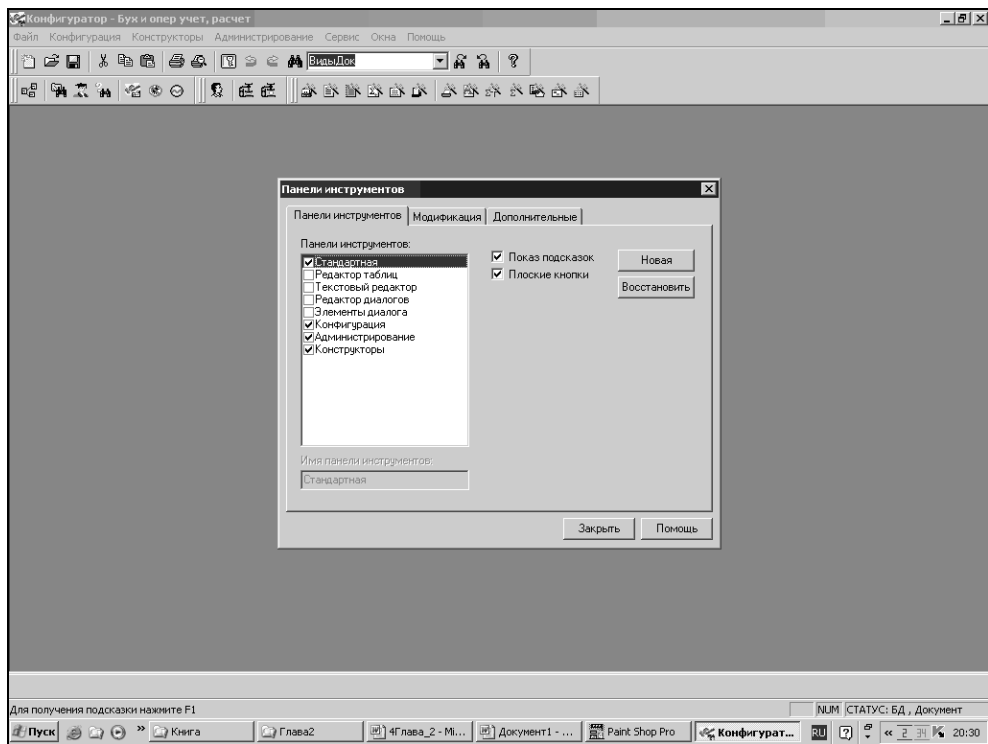 Конфигуратор - Бух и опер учет, расчет
Файл Конфигурация Конструкторы Администрирование Сервис Окна Помощь
ВидыДок
Панели инструментов
Панели инструментов Модификация Дополнительные
Панели инструментов:
Стандартная
Редактор таблиц
Текстовый редактор
Редактор диалогов
Элементы диалога
Конфигурация
Администрирование
Конструкторы
Показ подсказок
Плоские кнопки
Новая
Восстановить
Имя панели инструментов:
Стандартная
Закрыть Помощь
Для получения подсказки нажмите F1
NUM СТАТУС: БД , Документ
Пуск » Книга Глава2 4Глава_2 - Mi... Документ1 - ... Paint Shop Pro Конфигурат... RU « 2 34 20:30